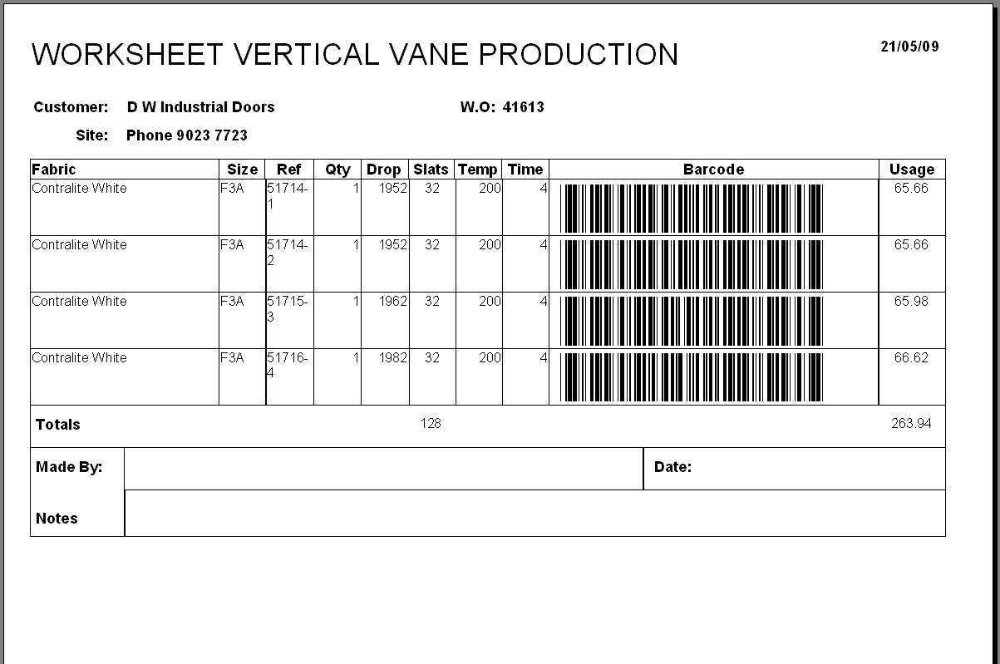 WORKSHEET VERTICAL VANE PRODUCTION 21/05/09
Customer: D W Industrial Doors W.O: 41613
Site: Phone 9023 7723
Fabric Size Ref Qty Drop Slats Temp Time Barcode Usage
Contralite White F3A 51714- 1 1952 32 200 4 65.66
1
Contralite White F3A 51714- 1 1952 32 200 4 65.66
2
Contralite White F3A 51715- 1 1962 32 200 4 65.98
3
Contralite White F3A 51716- 1 1982 32 200 4 66.62
4
Totals 128 263.94
Made By: Date:
Notes